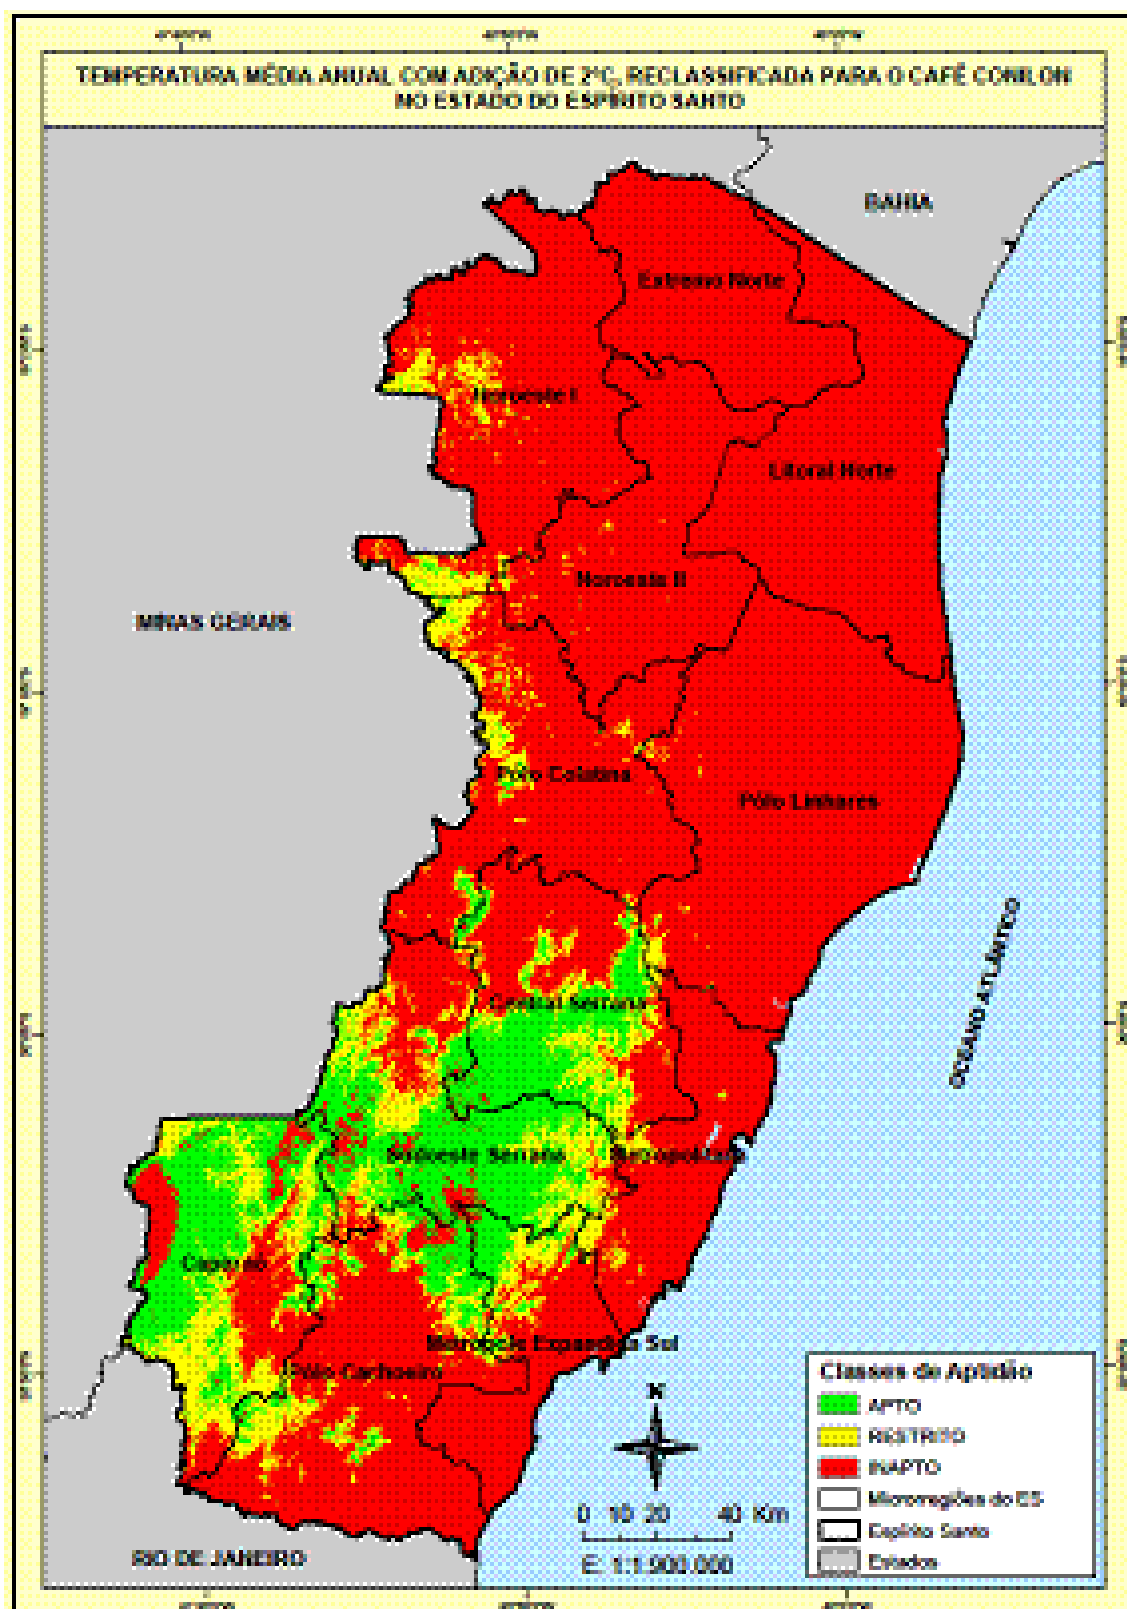 TEMPERATURA MÉDIA ANUAL COM ADIÇÃO DE 2°C, RECLASSIFICADA PARA O CAFÉ CONILON
NO ESTADO DO ESPÍRITO SANTO
BAHIA
Extremo Norte
Noroeste I
Litoral Norte
Noroeste II
MINAS GERAIS
Pólo Colatina
Pólo Linhares
OCEANO ATLÂNTICO
Central Serrana
Sudoeste Serrana
Metropolitana
Caparaó
Metrópole Expandida Sul
Pólo Cachoeiro
Classes de Aptidão
APTO
RESTRITO
INAPTO
Microrregiões do ES
Espírito Santo
Estados
N
0 10 20 40 Km
E: 1:1.900.000
RIO DE JANEIRO